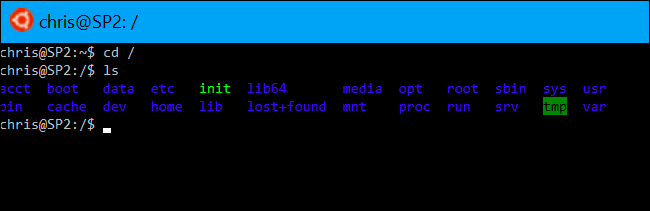 chris@SP2: /
chris@SP2:~$ cd /
chris@SP2:/$ ls
acct boot data etc init lib64 media opt root sbin sys usr
bin cache dev home lib lost+found mnt proc run srv tmp var
chris@SP2:/$